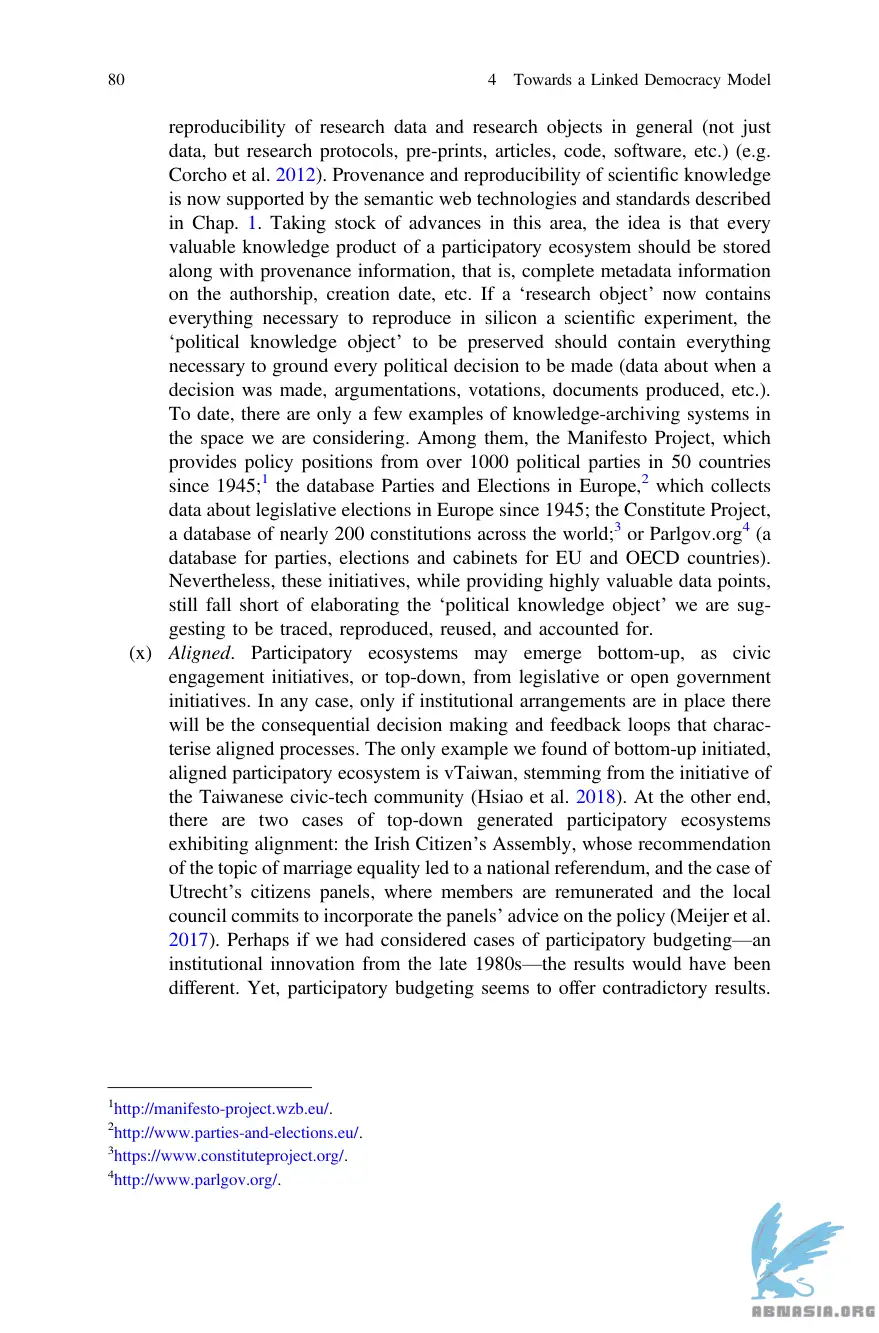 80
4 Towards a Linked Democracy Model
reproducibility of research data and research objects in general (not just
data, but research protocols, pre-prints, articles, code, software, etc.) (e.g.
Corcho et al. 2012). Provenance and reproducibility of scientific knowledge
is now supported by the semantic web technologies and standards described
in Chap. 1. Taking stock of advances in this area, the idea is that every
valuable knowledge product of a participatory ecosystem should be stored
along with provenance information, that is, complete metadata information
on the authorship, creation date, etc. If a ‘research object’ now contains
everything necessary to reproduce in silicon a scientific experiment, the
‘political knowledge object’ to be preserved should contain everything
necessary to ground every political decision to be made (data about when a
decision was made, argumentations, votations, documents produced, etc.).
To date, there are only a few examples of knowledge-archiving systems in
the space we are considering. Among them, the Manifesto Project, which
provides policy positions from over 1000 political parties in 50 countries
since 1945;1 the database Parties and Elections in Europe,2 which collects
data about legislative elections in Europe since 1945; the Constitute Project,
a database of nearly 200 constitutions across the world;3 or Parlgov.org4 (a
database for parties, elections and cabinets for EU and OECD countries).
Nevertheless, these initiatives, while providing highly valuable data points,
still fall short of elaborating the ‘political knowledge object’ we are sug-
gesting to be traced, reproduced, reused, and accounted for.
(x) Aligned. Participatory ecosystems may emerge bottom-up, as civic
engagement initiatives, or top-down, from legislative or open government
initiatives. In any case, only if institutional arrangements are in place there
will be the consequential decision making and feedback loops that charac-
terise aligned processes. The only example we found of bottom-up initiated,
aligned participatory ecosystem is vTaiwan, stemming from the initiative of
the Taiwanese civic-tech community (Hsiao et al. 2018). At the other end,
there are two cases of top-down generated participatory ecosystems
exhibiting alignment: the Irish Citizen’s Assembly, whose recommendation
of the topic of marriage equality led to a national referendum, and the case of
Utrecht’s citizens panels, where members are remunerated and the local
council commits to incorporate the panels’ advice on the policy (Meijer et al.
2017). Perhaps if we had considered cases of participatory budgeting—an
institutional innovation from the late 1980s—the results would have been
different. Yet, participatory budgeting seems to offer contradictory results.
1http://manifesto-project.wzb.eu/.
2http://www.parties-and-elections.eu/.
3https://www.constituteproject.org/.
4http://www.parlgov.org/.
ABNASIA.ORG